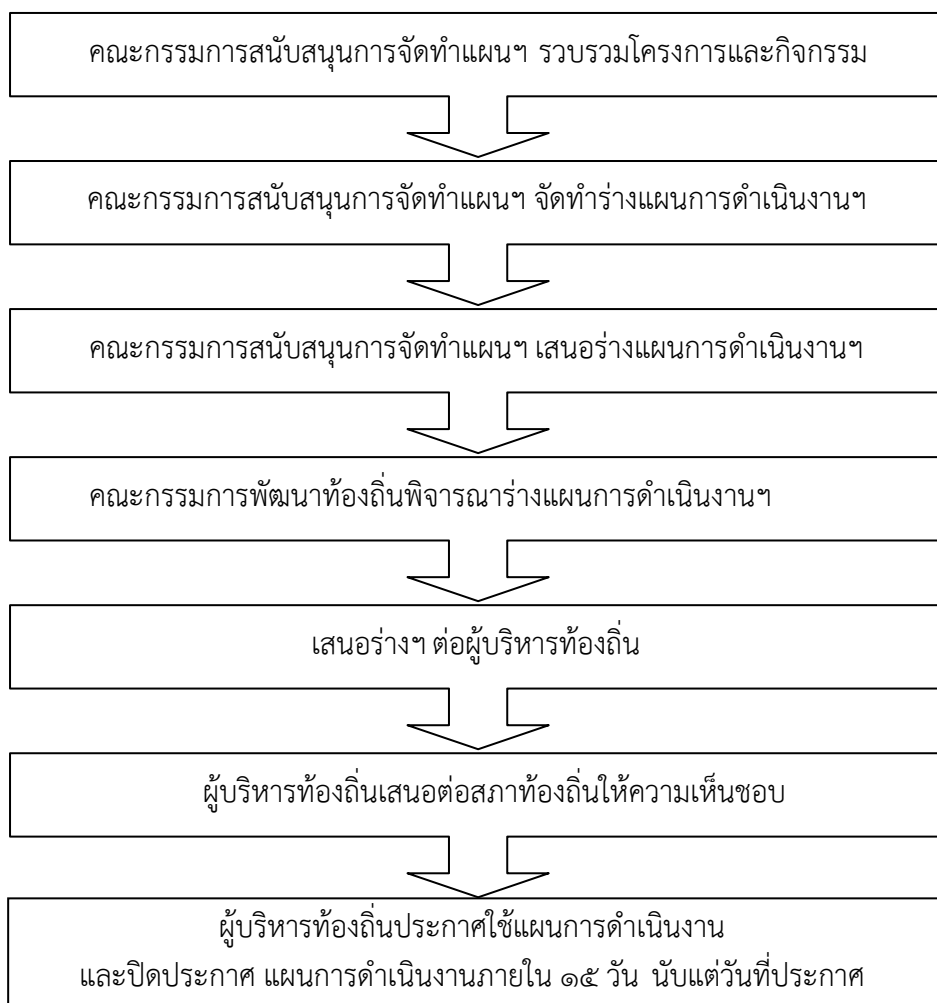 คณะกรรมการสนับสนุนการจัดทำแผนฯ รวบรวมโครงการและกิจกรรม
คณะกรรมการสนับสนุนการจัดทำแผนฯ จัดทำร่างแผนการดำเนินงานฯ
คณะกรรมการสนับสนุนการจัดทำแผนฯ เสนอร่างแผนการดำเนินงานฯ
คณะกรรมการพัฒนาท้องถิ่นพิจารณาร่างแผนการดำเนินงานฯ
เสนอร่างฯ ต่อผู้บริหารท้องถิ่น
ผู้บริหารท้องถิ่นเสนอต่อสภาท้องถิ่นให้ความเห็นชอบ
ผู้บริหารท้องถิ่นประกาศใช้แผนการดำเนินงาน
และปิดประกาศ แผนการดำเนินงานภายใน ๑๕ วัน นับแต่วันที่ประกาศ